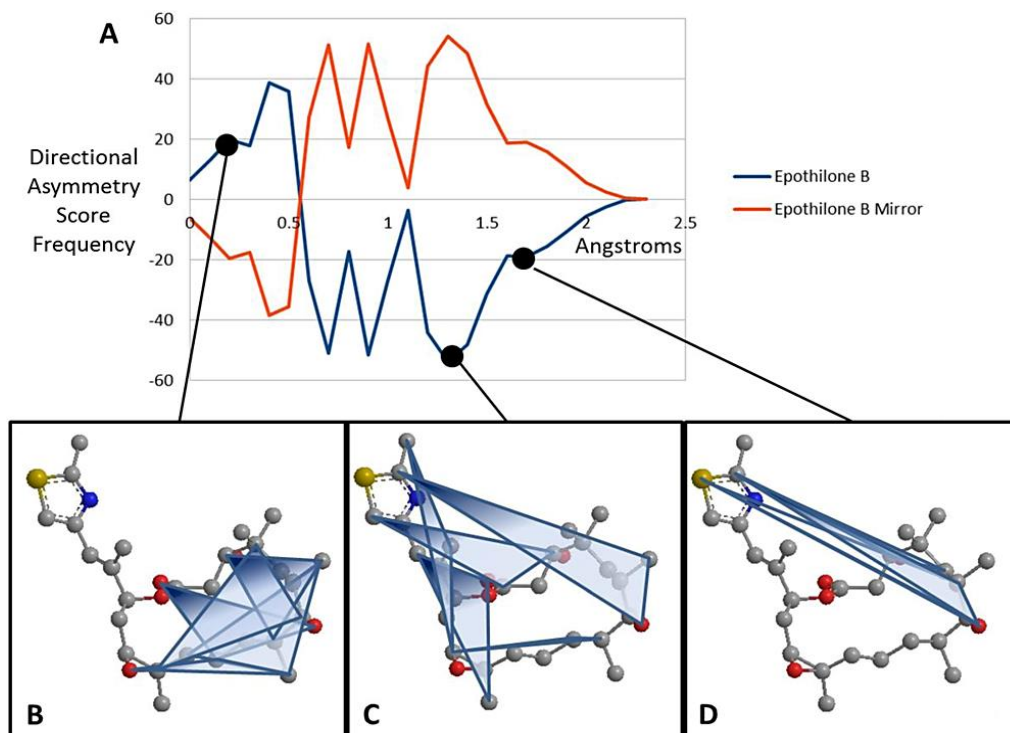 A
60
40
20
0
-20
-40
-60
Directional
Asymmetry
Score
Frequency
0 0.5 1 1.5 2 2.5
Angstroms
Epothilone B
Epothilone B Mirror
B
C
D